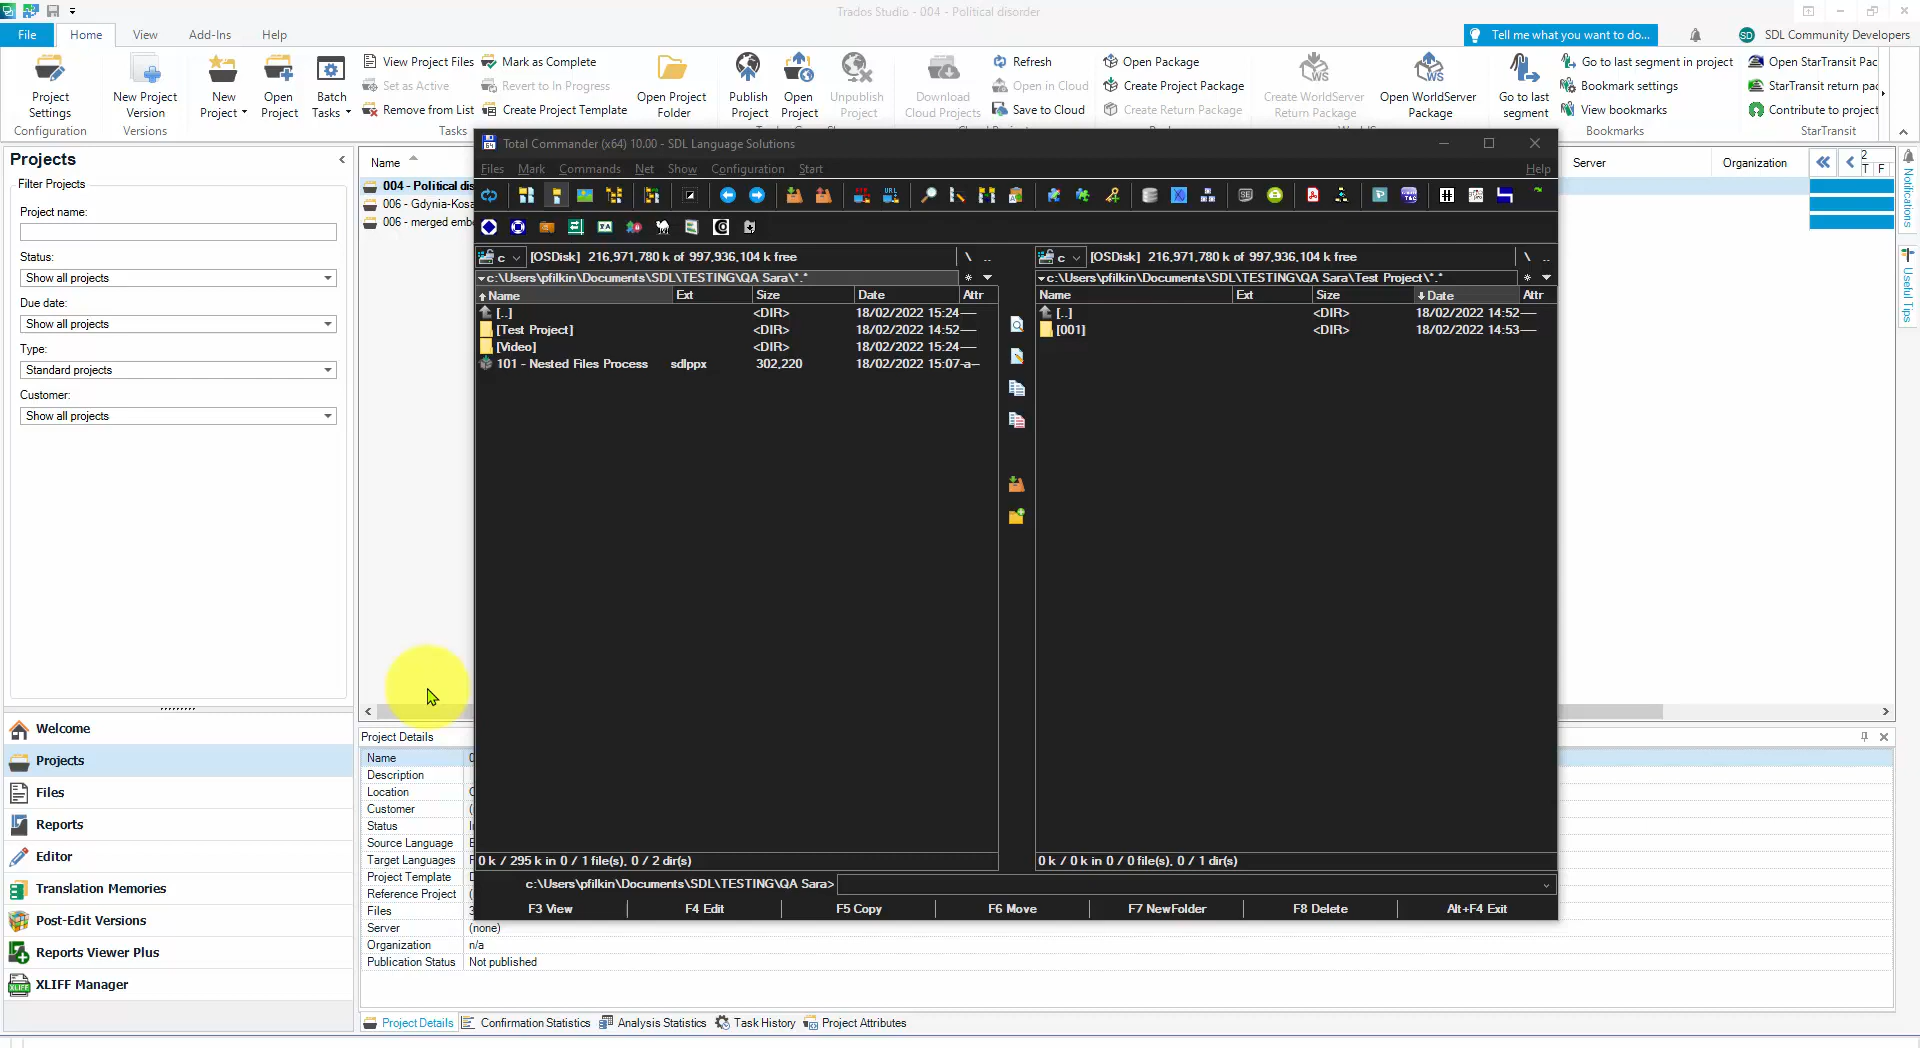 Trados Studio - 004 - Political disorder
File Home View Add-Ins Help
Tell me what you want to do...
SD SDL Community Developers
Project Settings
Configuration
New Project Version
Versions
New Project
Open Project
Batch Tasks
View Project Files
Set as Active
Remove from List
Mark as Complete
Revert to In Progress
Create Project Template
Tasks
Open Project Folder
Publish Project
Open Project
Unpublish Project
Download Cloud Projects
Refresh
Open in Cloud
Save to Cloud
Open Package
Create Project Package
Create Return Package
Create WorldServer Return Package
Open WorldServer Package
Go to last segment
Go to last segment in project
Bookmark settings
View bookmarks
Bookmarks
Open StarTransit Pac
StarTransit return pa
Contribute to project
StarTransit
Projects
Filter Projects
Project name:
Status:
Show all projects
Due date:
Show all projects
Type:
Standard projects
Customer:
Show all projects
Welcome
Projects
Files
Reports
Editor
Translation Memories
Post-Edit Versions
Reports Viewer Plus
XLIFF Manager
Name
004 - Political dis
006 - Gdynia-Kosa
006 - merged embe
Server Organization
2
T F
Notifications
Useful Tips
Total Commander (x64) 10.00 - SDL Language Solutions
Files Mark Commands Net Show Configuration Start Help
c [OSDisk] 216,971,780 k of 997,936,104 k free \ ..
c:\Users\pfilkin\Documents\SDL\TESTING\QA Sara\*.* *
Name Ext Size Date Attr
[..] <DIR> 18/02/2022 15:24 ----
[Test Project] <DIR> 18/02/2022 14:52 ----
[Video] <DIR> 18/02/2022 15:24 ----
101 - Nested Files Process sdlppx 302,220 18/02/2022 15:07 -a--
0 k / 295 k in 0 / 1 file(s), 0 / 2 dir(s)
c [OSDisk] 216,971,780 k of 997,936,104 k free \ ..
c:\Users\pfilkin\Documents\SDL\TESTING\QA Sara\Test Project\*.* *
Name Ext Size Date Attr
[..] <DIR> 18/02/2022 14:52 ----
[001] <DIR> 18/02/2022 14:53 ----
0 k / 0 k in 0 / 0 file(s), 0 / 1 dir(s)
c:\Users\pfilkin\Documents\SDL\TESTING\QA Sara>
F3 View F4 Edit F5 Copy F6 Move F7 NewFolder F8 Delete Alt+F4 Exit
Project Details
Name
Description
Location
Customer
Status
Source Language
Target Languages
Project Template
Reference Project
Files
Server (none)
Organization n/a
Publication Status Not published
Project Details Confirmation Statistics Analysis Statistics Task History Project Attributes